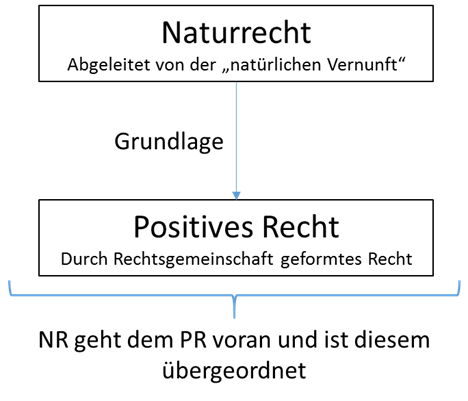 Naturrecht
Abgeleitet von der „natürlichen Vernunft“
Grundlage
Positives Recht
Durch Rechtsgemeinschaft geformtes Recht
NR geht dem PR voran und ist diesem
übergeordnet